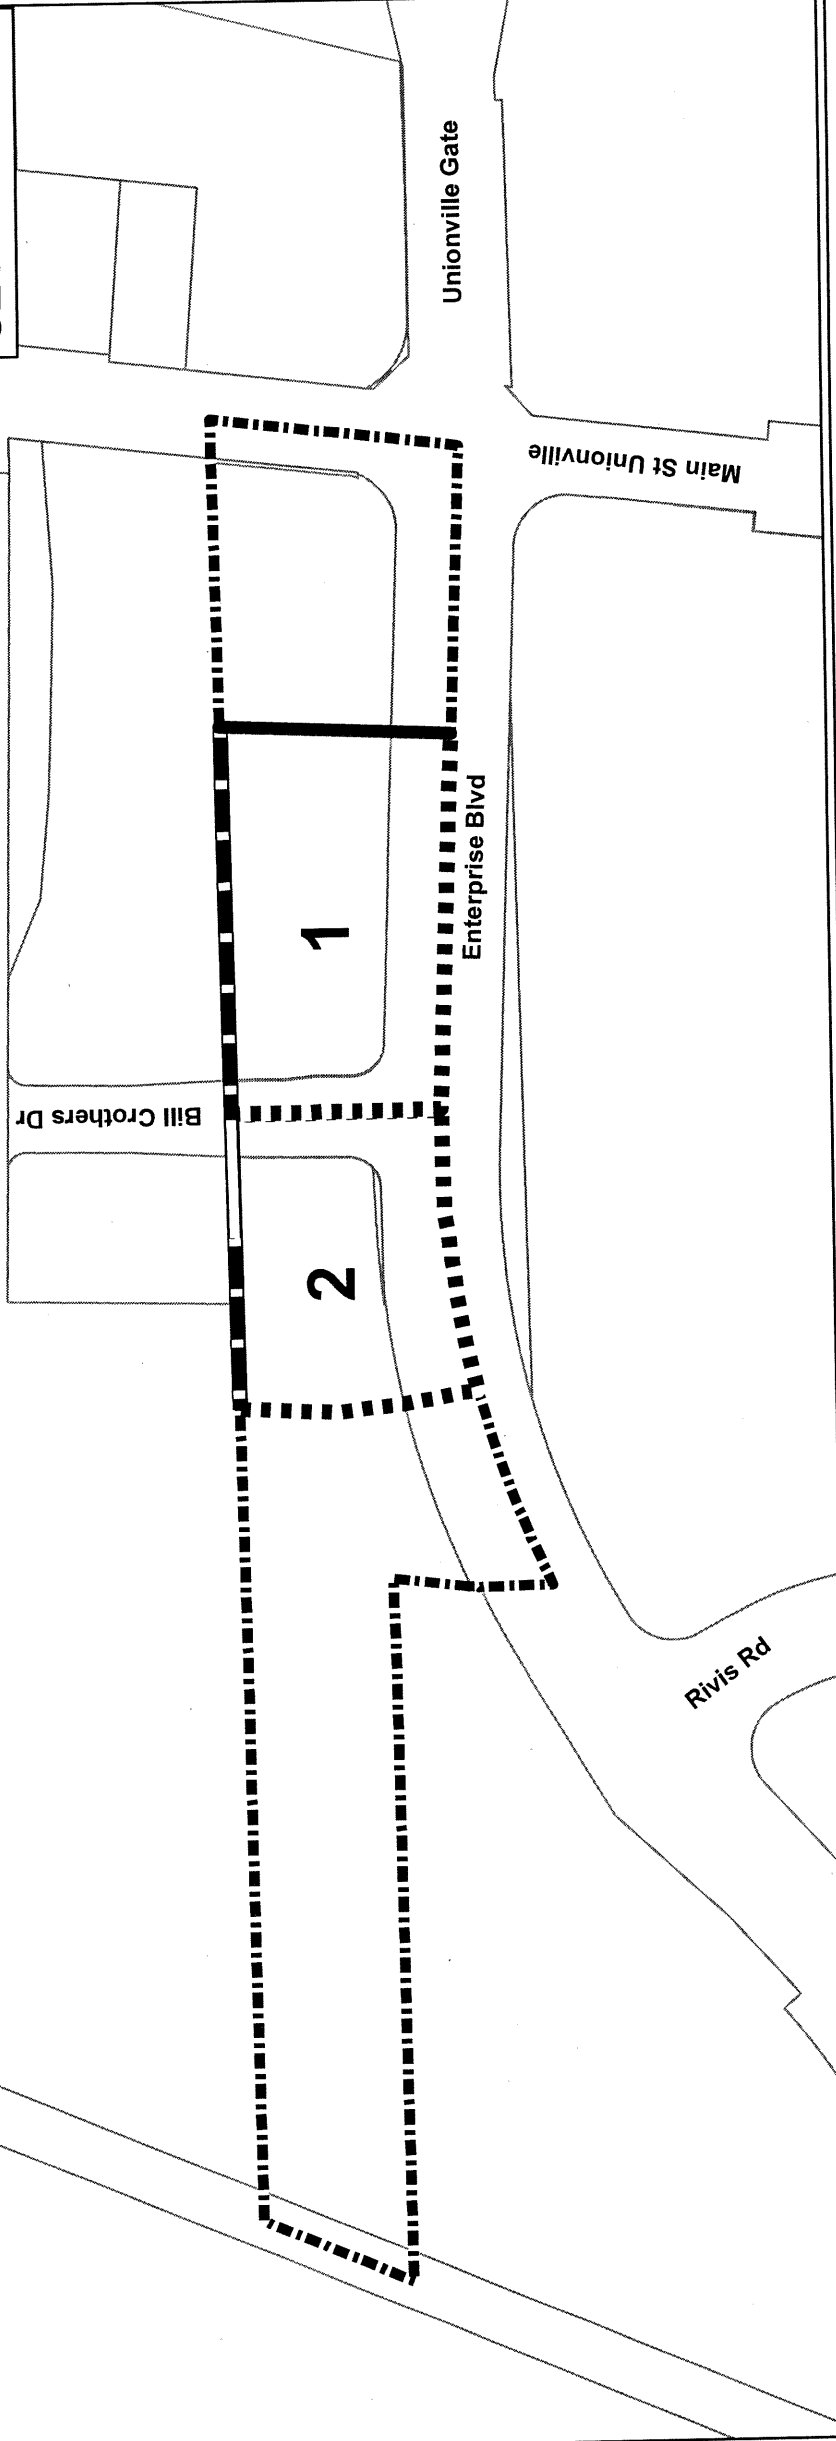 Unionville Gate
Main St Unionville
Enterprise Blvd
1
Bill Crothers Dr
2
Rivis Rd